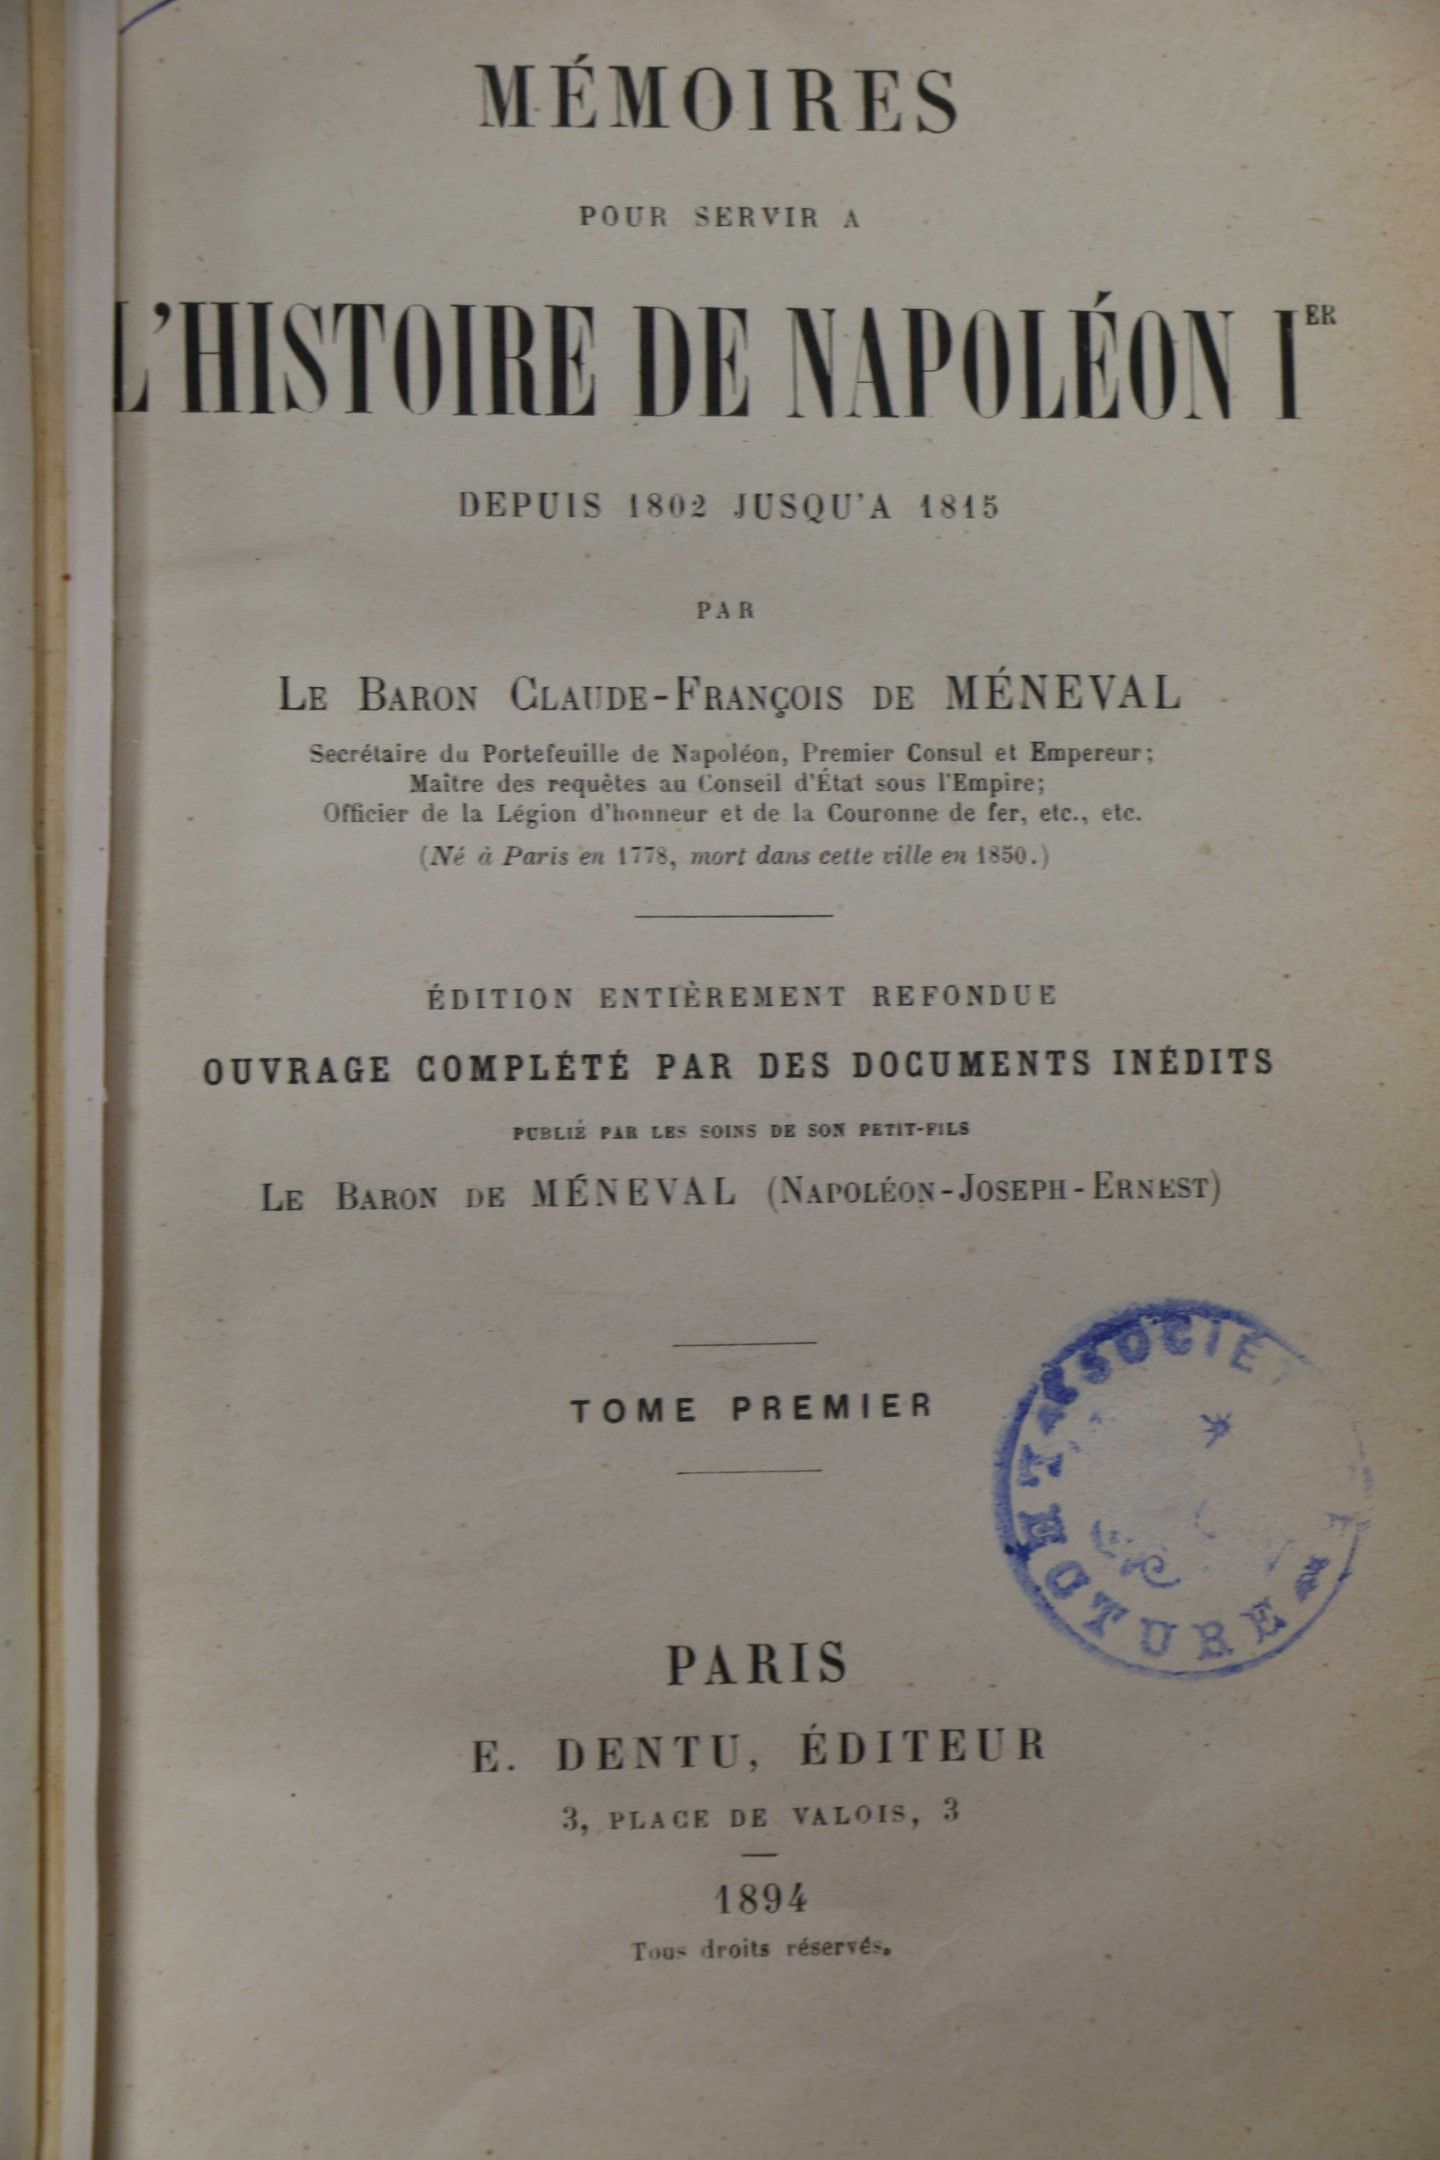 MÉMOIRES
POUR SERVIR A
L'HISTOIRE DE NAPOLÉON IER
DEPUIS 1802 JUSQU'A 1815
PAR
LE BARON CLAUDE-FRANÇOIS DE MÉNEVAL
Secrétaire du Portefeuille de Napoléon, Premier Consul et Empereur;
Maître des requêtes au Conseil d'État sous l'Empire;
Officier de la Légion d'honneur et de la Couronne de fer, etc., etc.
(Né à Paris en 1778, mort dans cette ville en 1850.)
ÉDITION ENTIÈREMENT REFONDUE
OUVRAGE COMPLÉTÉ PAR DES DOCUMENTS INÉDITS
PUBLIÉ PAR LES SOINS DE SON PETIT-FILS
LE BARON DE MÉNEVAL (NAPOLÉON-JOSEPH-ERNEST)
TOME PREMIER
SOCIÉT
LECTURE
PARIS
E. DENTU, ÉDITEUR
3, PLACE DE VALOIS, 3
1894
Tous droits réservés.